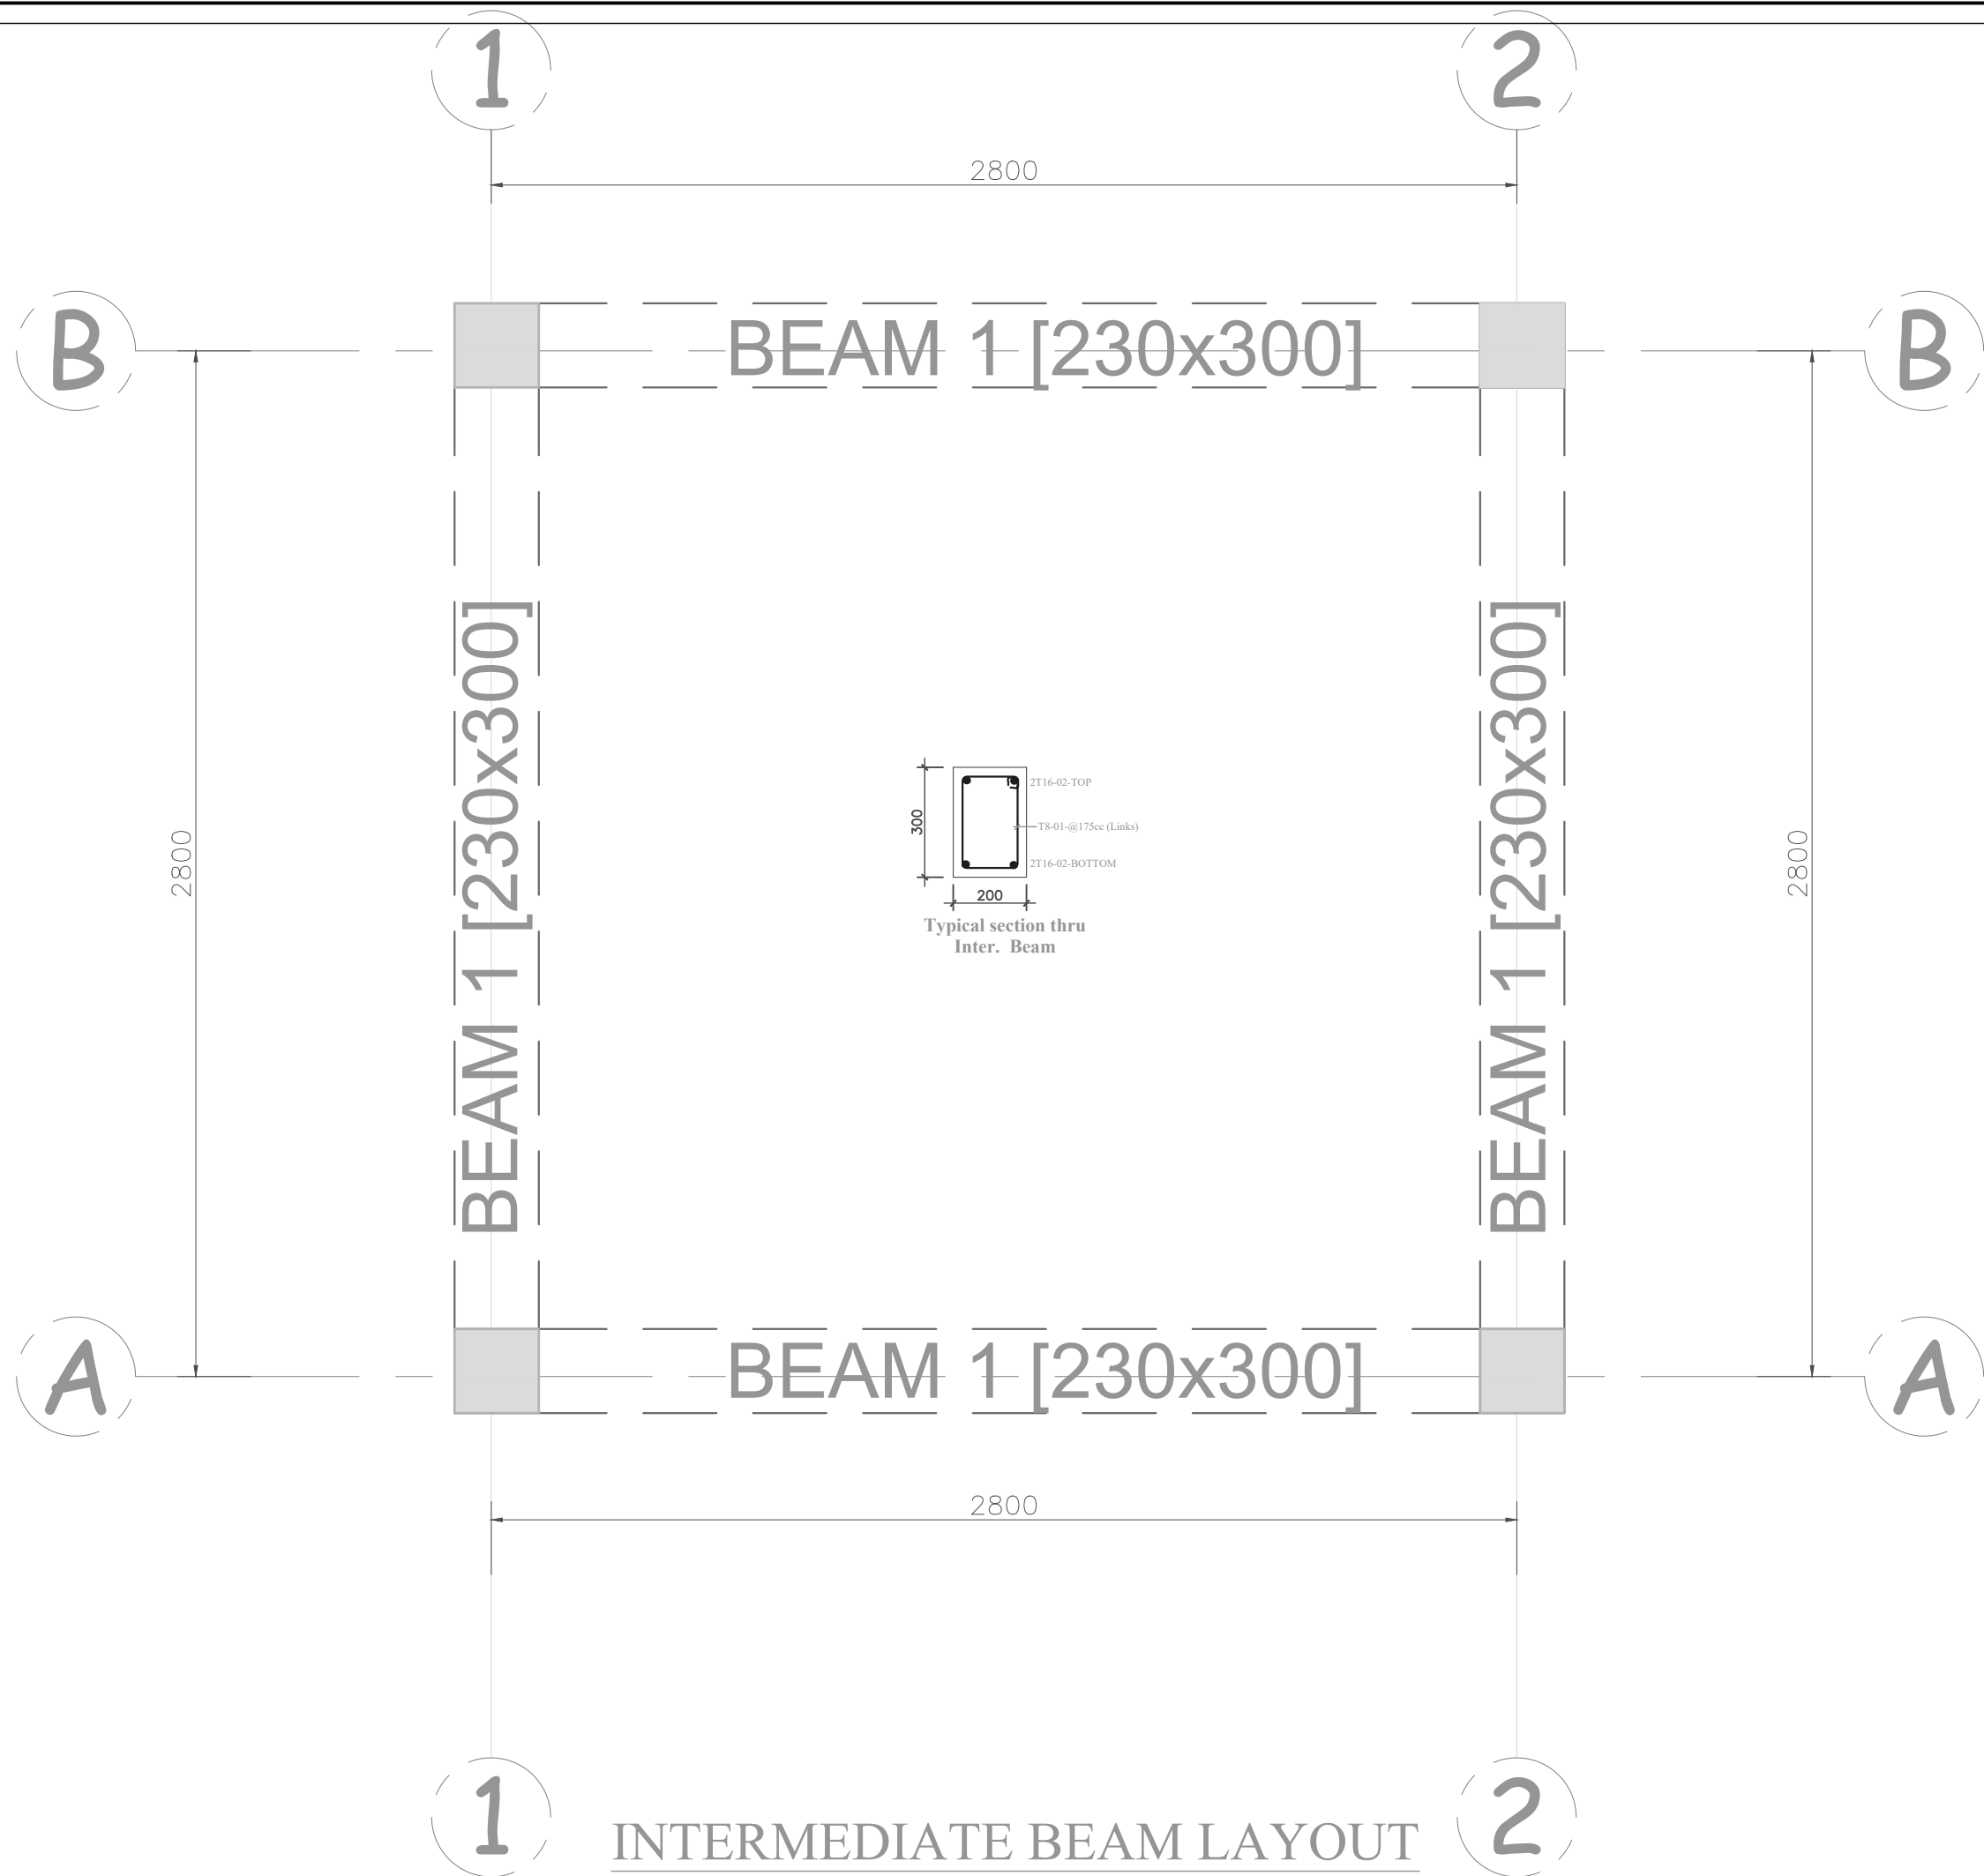 1
2
2800
B
BEAM 1 [230x300]
B
2800
BEAM 1 [230x300]
300
2T16-02-TOP
T8-01-@175cc (Links)
2T16-02-BOTTOM
200
Typical section thru
Inter. Beam
BEAM 1 [230x300]
2800
A
BEAM 1 [230x300]
A
2800
1
INTERMEDIATE BEAM LAYOUT
2